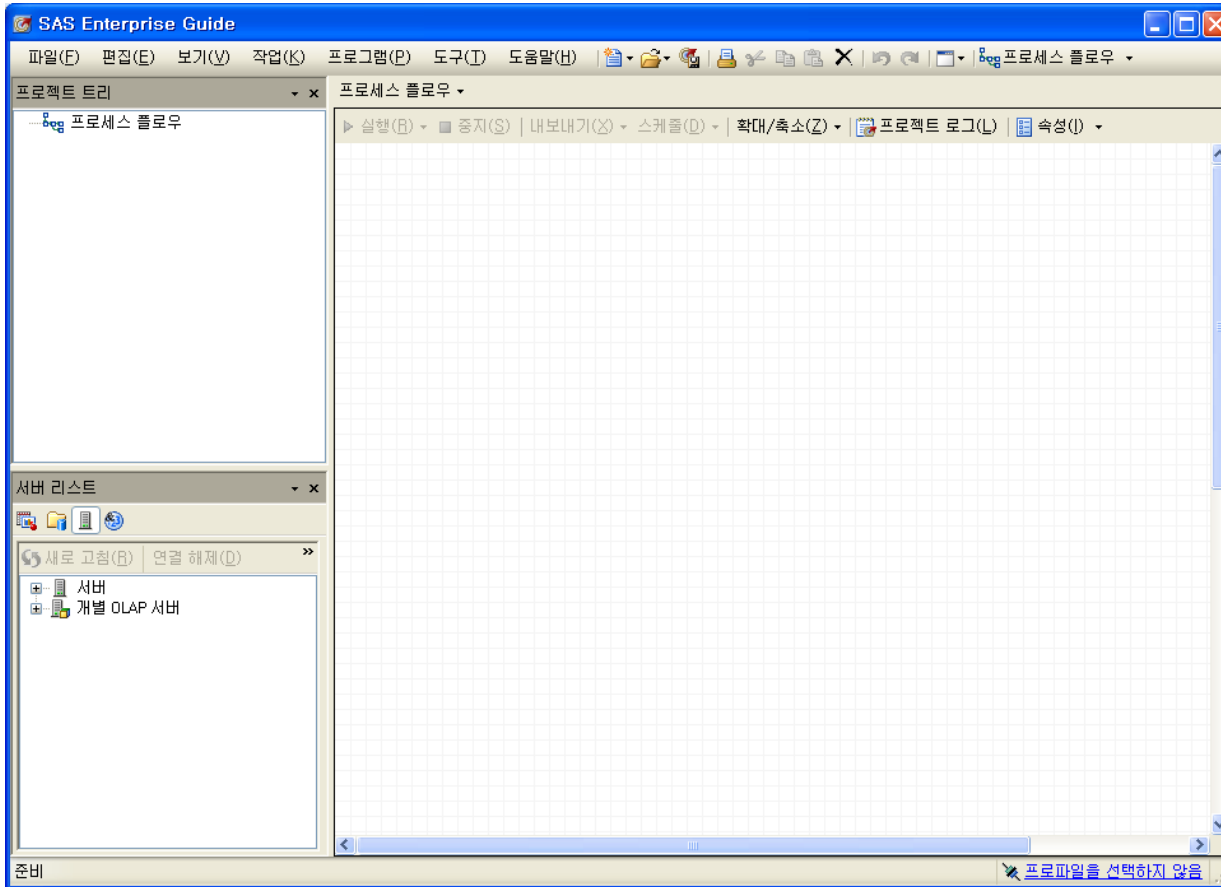 SAS Enterprise Guide
파일(F) 편집(E) 보기(V) 작업(K) 프로그램(P) 도구(T) 도움말(H) 프로세스 플로우
프로젝트 트리
프로세스 플로우
프로세스 플로우
실행(R) 중지(S) 내보내기(X) 스케줄(D) 확대/축소(Z) 프로젝트 로그(L) 속성(I)
서버 리스트
새로 고침(R) 연결 해제(D) »
서버
개별 OLAP 서버
준비
프로파일을 선택하지 않음